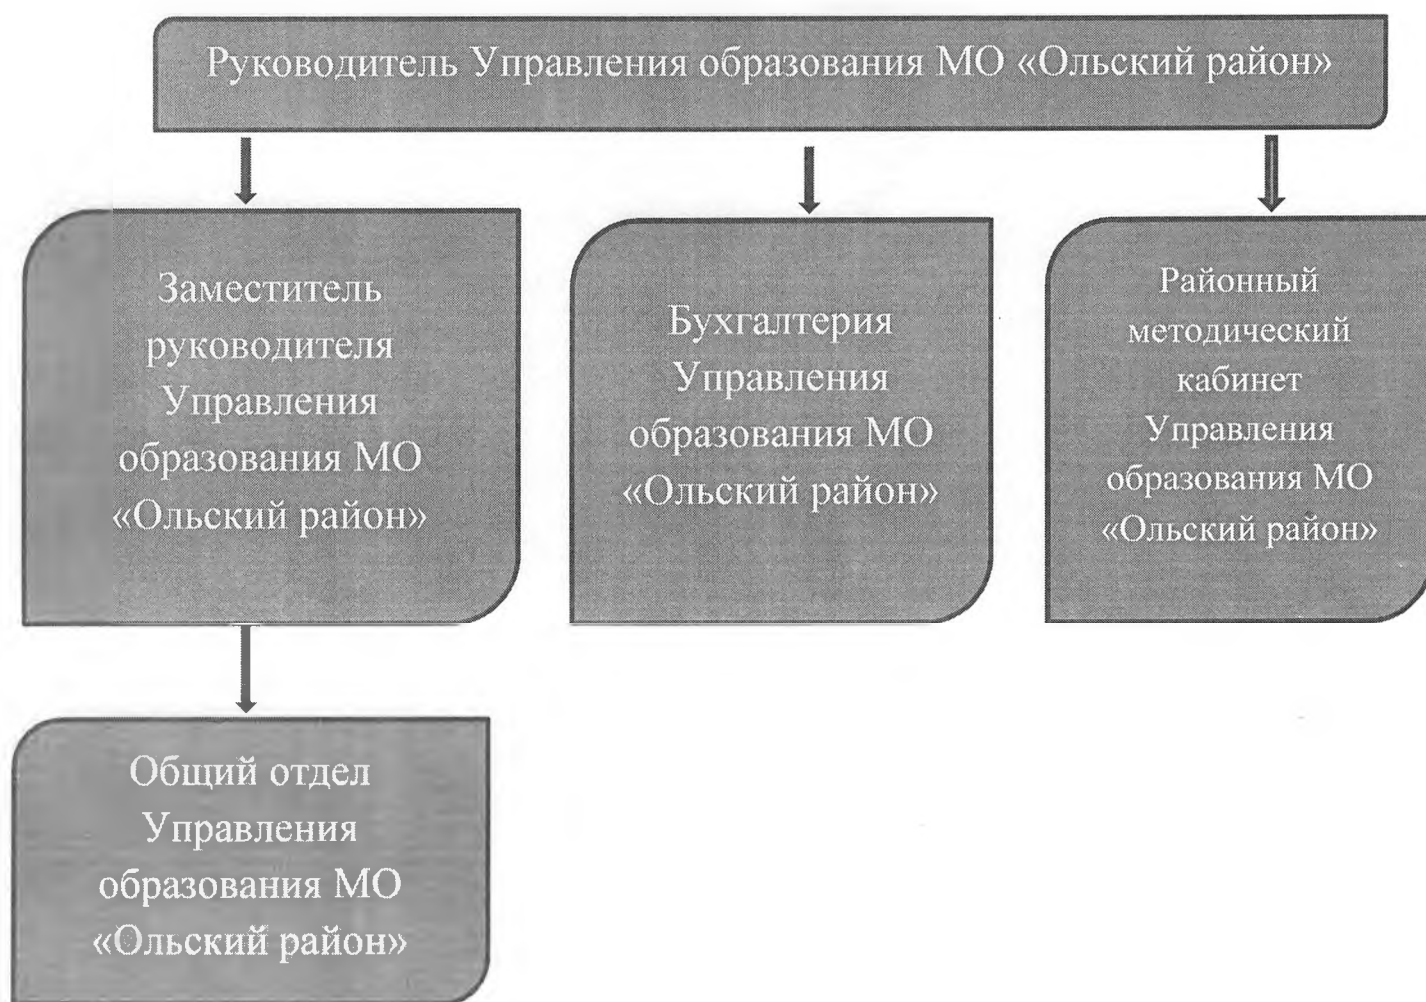 Руководитель Управления образования МО «Ольский район»
Заместитель
руководителя
Управления
образования МО
«Ольский район»
Бухгалтерия
Управления
образования МО
«Ольский район»
Районный
методический
кабинет
Управления
образования МО
«Ольский район»
Общий отдел
Управления
образования МО
«Ольский район»